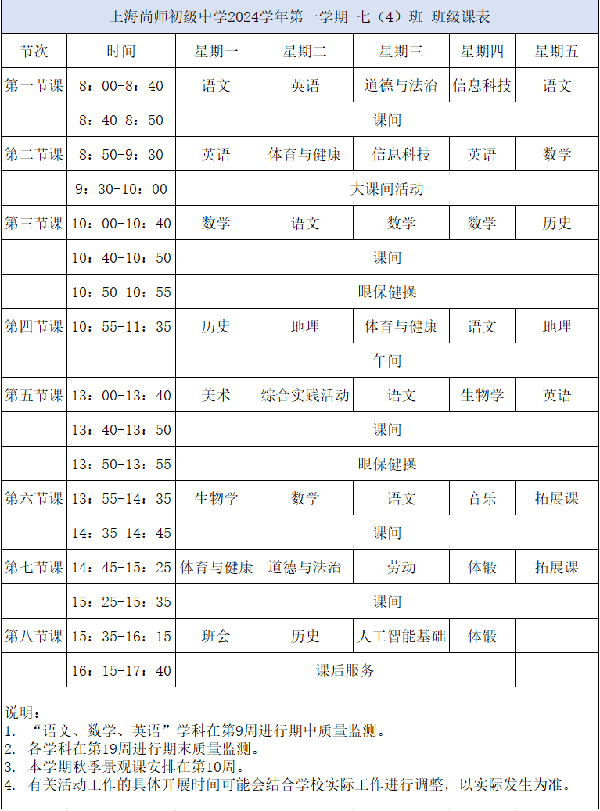 上海尚师初级中学2024学年第一学期 七（4）班 班级课表
节次 时间 星期一 星期二 星期三 星期四 星期五
第一节课 8：00-8：40 语文 英语 道德与法治 信息科技 语文
8：40-8：50 课间
第二节课 8：50-9：30 英语 体育与健康 信息科技 英语 数学
9：30-10：00 大课间活动
第三节课 10：00-10：40 数学 语文 数学 数学 历史
10：40-10：50 课间
10：50-10：55 眼保健操
第四节课 10：55-11：35 历史 地理 体育与健康 语文 地理
午间
第五节课 13：00-13：40 美术 综合实践活动 语文 生物学 英语
13：40-13：50 课间
13：50-13：55 眼保健操
第六节课 13：55-14：35 生物学 数学 语文 音乐 拓展课
14：35-14：45 课间
第七节课 14：45-15：25 体育与健康 道德与法治 劳动 体锻 拓展课
15：25-15：35 课间
第八节课 15：35-16：15 班会 历史 人工智能基础 体锻
16：15-17：40 课后服务
说明：
1. “语文、数学、英语”学科在第9周进行期中质量监测。
2. 各学科在第19周进行期末质量监测。
3. 本学期秋季景观课安排在第10周。
4. 有关活动工作的具体开展时间可能会结合学校实际工作进行调整，以实际发生为准。